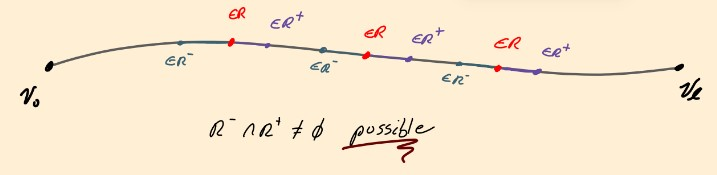 ∈R ∈R⁺ ∈R ∈R⁺ ∈R ∈R⁺
∈R⁻ ∈R⁻ ∈R⁻
v₀ vₗ
R⁻ ∩ R⁺ ≠ ϕ possible